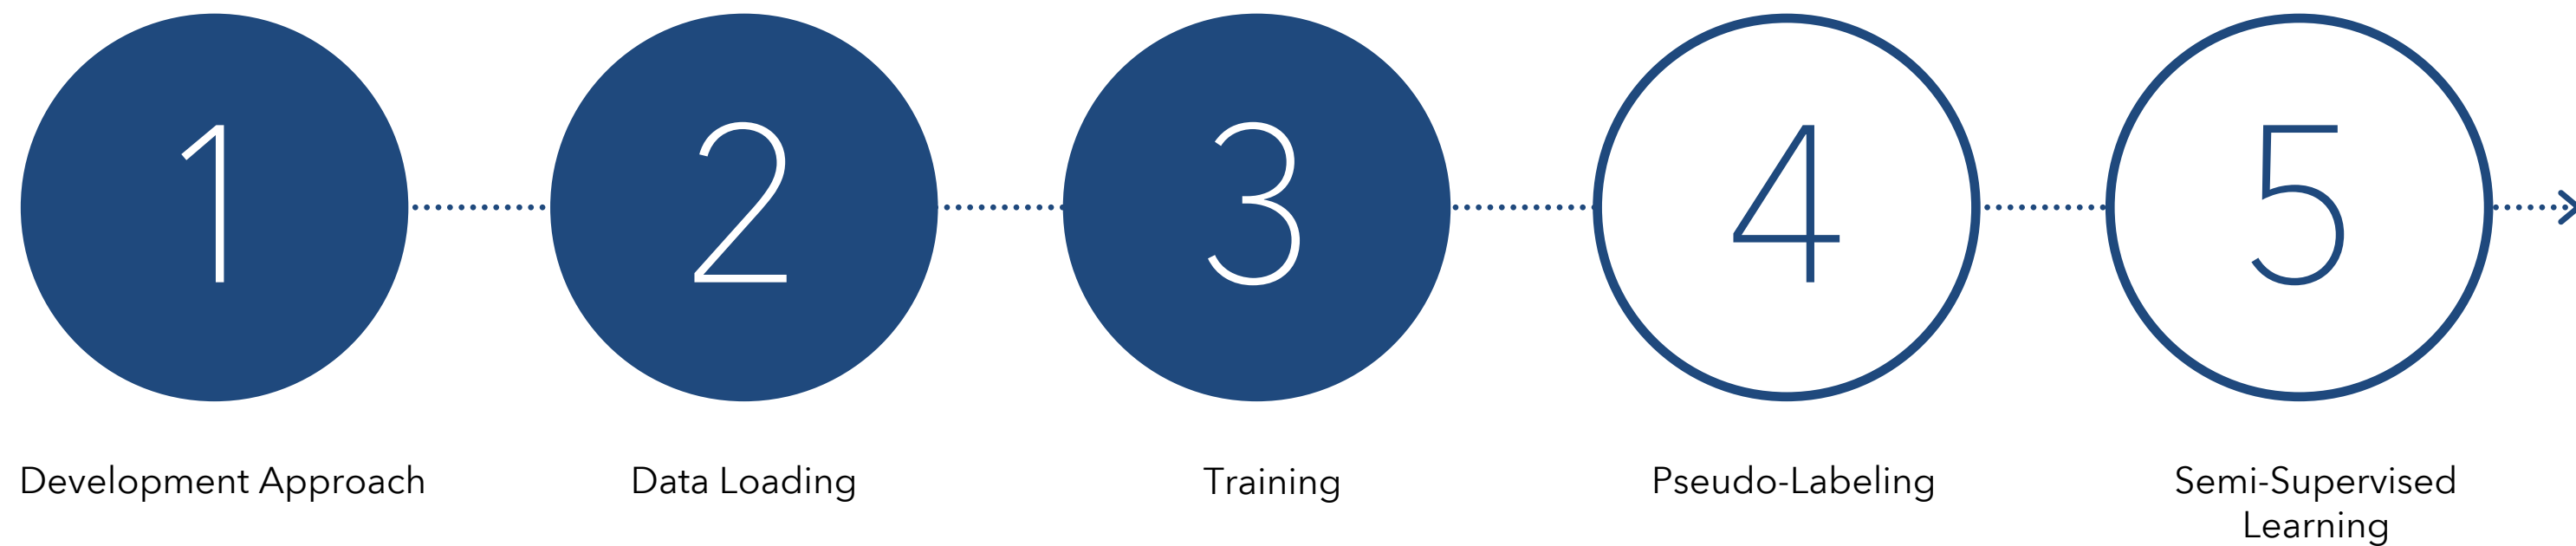 1
2
3
4
5
Development Approach
Data Loading
Training
Pseudo-Labeling
Semi-Supervised
Learning